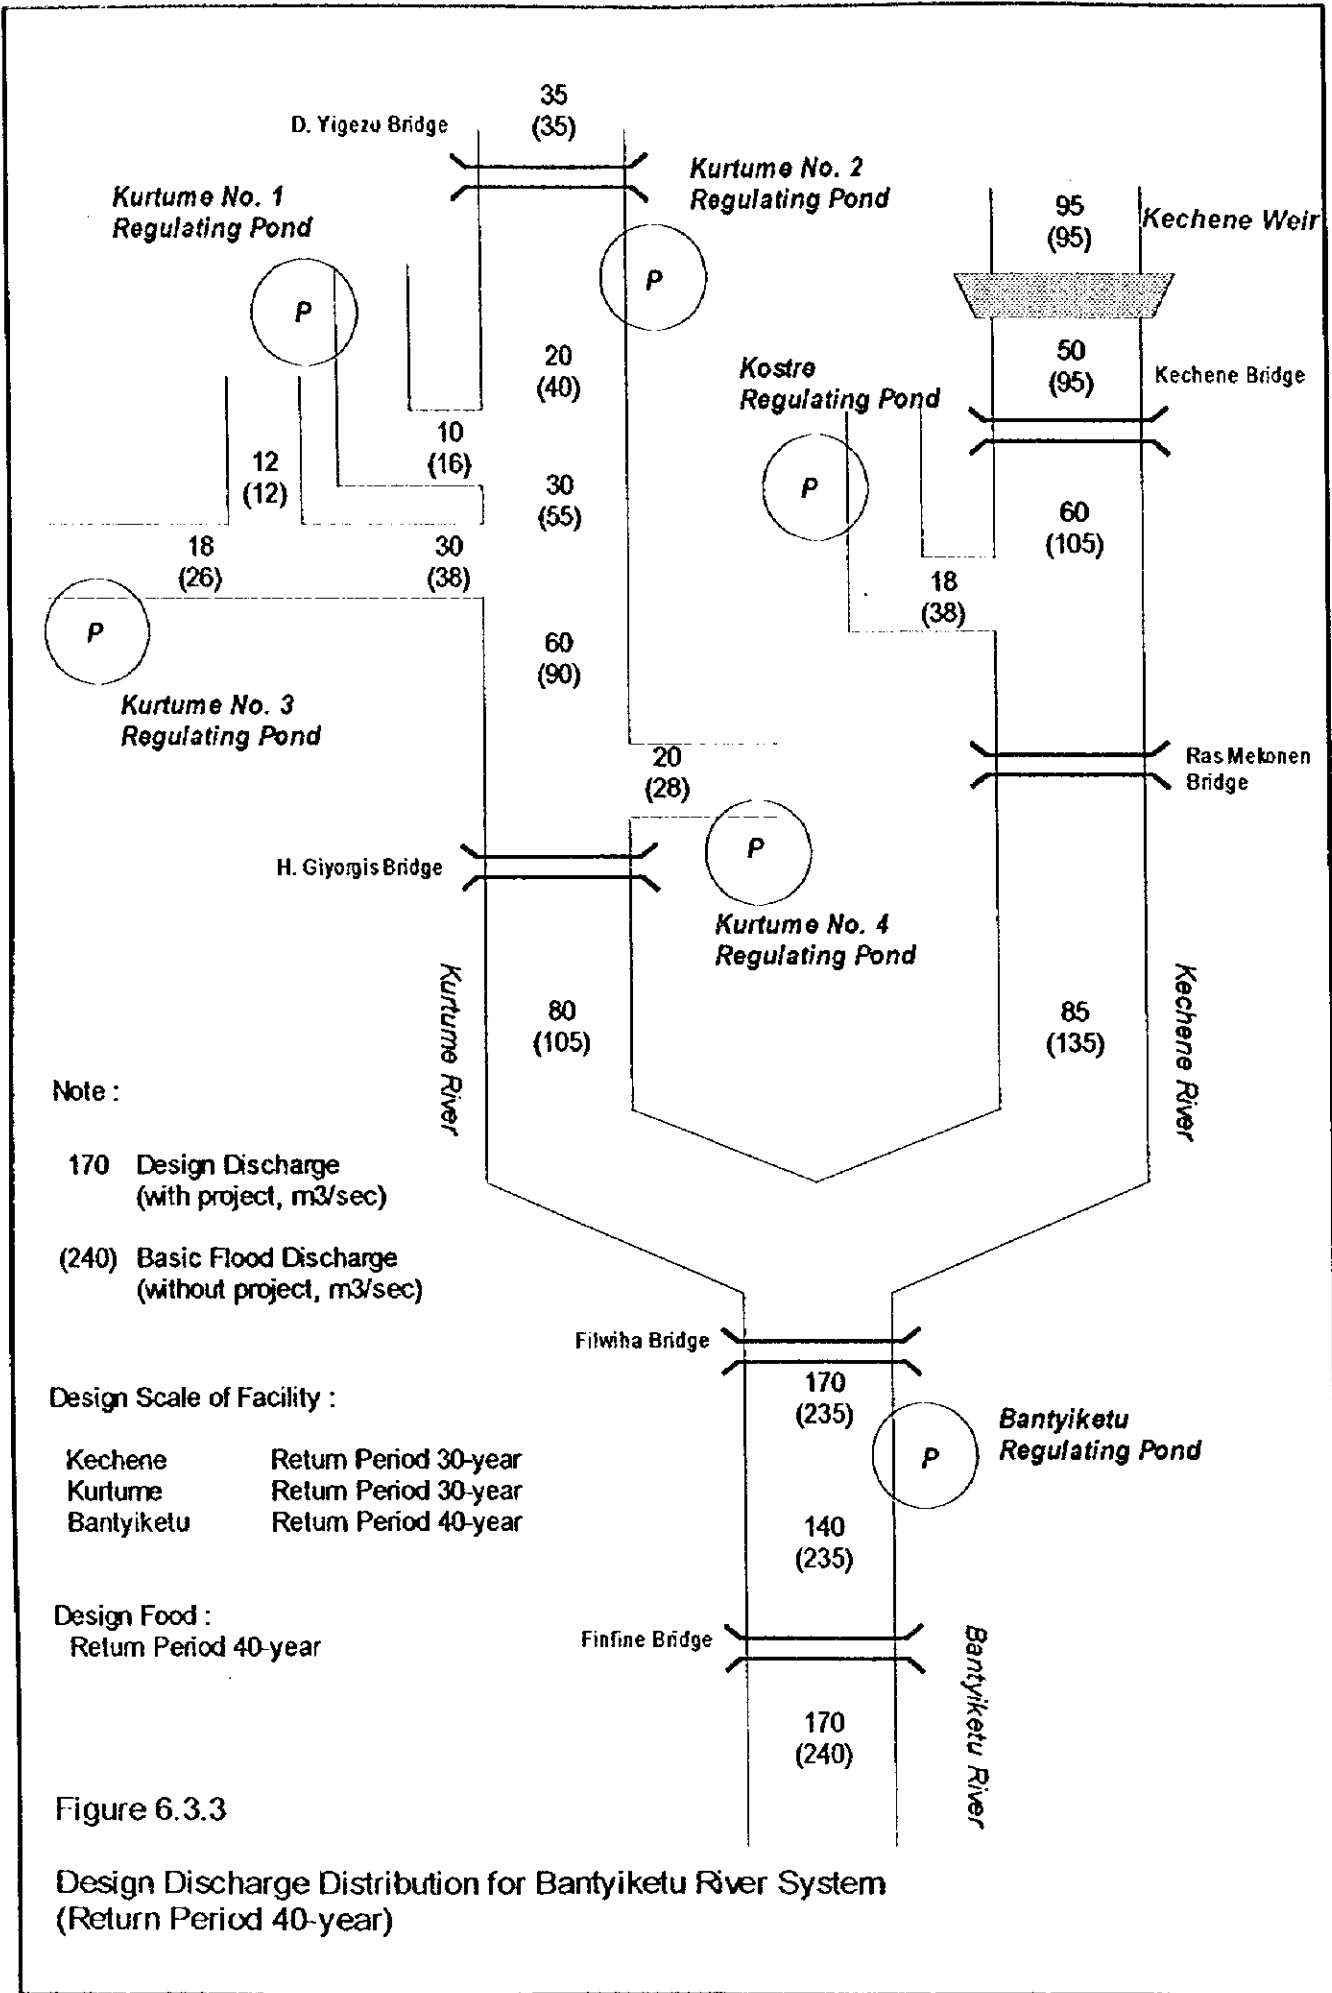 35
(35)
D. Yigezu Bridge
Kurtume No. 2
Regulating Pond
Kurtume No. 1
Regulating Pond
95
(95)
Kechene Weir
P
P
20
(40)
Kostre
Regulating Pond
50
(95)
Kechene Bridge
10
(16)
12
(12)
30
(55)
P
60
(105)
18
(26)
30
(38)
18
(38)
P
60
(90)
Kurtume No. 3
Regulating Pond
20
(28)
Ras Mekonen
Bridge
H. Giyorgis Bridge
P
Kurtume No. 4
Regulating Pond
Kurtume River
80
(105)
85
(135)
Kechene River
Note :
170 Design Discharge
(with project, m3/sec)
(240) Basic Flood Discharge
(without project, m3/sec)
Filwiha Bridge
170
(235)
Design Scale of Facility :
Bantyiketu
Regulating Pond
P
Kechene Return Period 30-year
Kurtume Return Period 30-year
Bantyiketu Return Period 40-year
140
(235)
Design Food :
Return Period 40-year
Finfine Bridge
Bantyiketu River
170
(240)
Figure 6.3.3
Design Discharge Distribution for Bantyiketu River System
(Return Period 40-year)